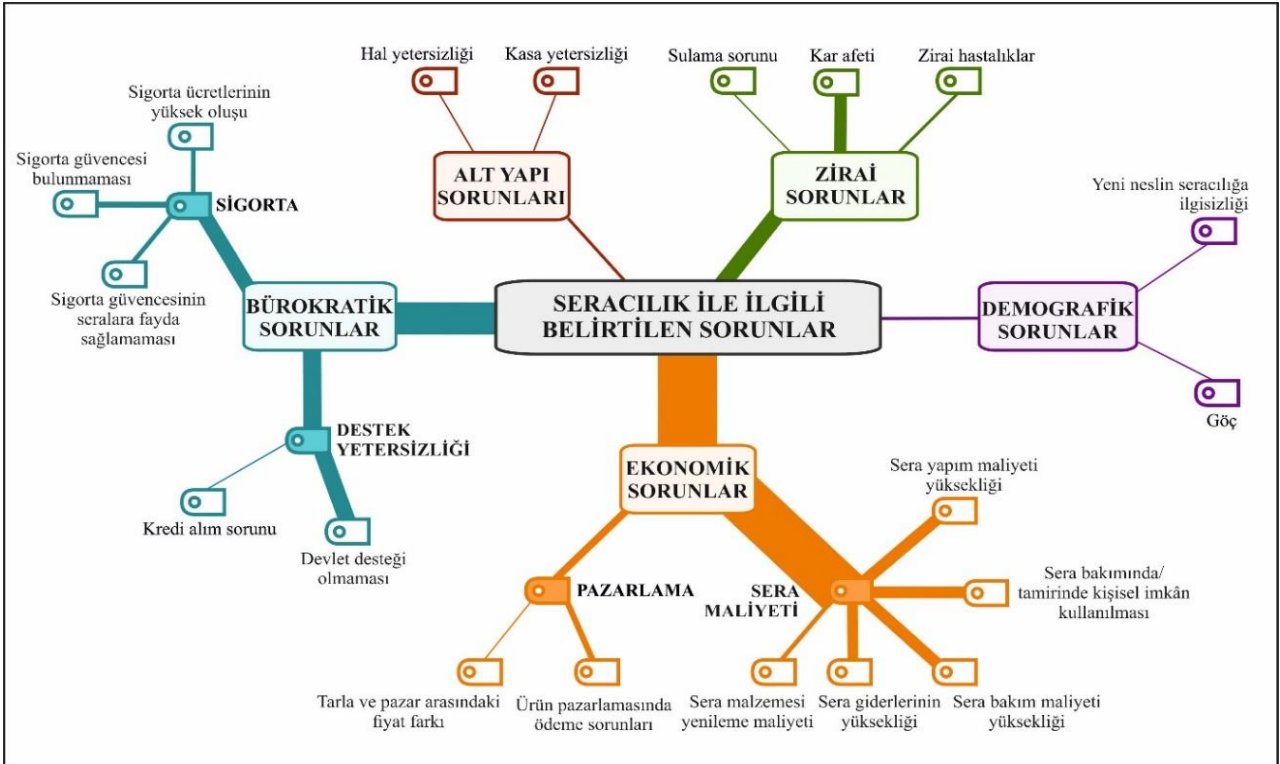 Hal yetersizliği
Kasa yetersizliği
Sulama sorunu
Kar afeti
Zirai hastalıklar
Sigorta ücretlerinin
yüksek oluşu
Sigorta güvencesi
bulunmaması
SİGORTA
Sigorta güvencesinin
seralara fayda
sağlamaması
ALT YAPI
SORUNLARI
ZİRAİ
SORUNLAR
Yeni neslin seracılığa
ilgisizliği
BÜROKRATİK
SORUNLAR
SERACILIK İLE İLGİLİ
BELİRTİLEN SORUNLAR
DEMOGRAFİK
SORUNLAR
Göç
DESTEK
YETERSİZLİĞİ
Kredi alım sorunu
Devlet desteği
olmaması
EKONOMİK
SORUNLAR
Sera yapım maliyeti
yüksekliği
PAZARLAMA
SERA
MALİYETİ
Sera bakımında/
tamirinde kişisel imkân
kullanılması
Tarla ve pazar arasındaki
fiyat farkı
Ürün pazarlamasında
ödeme sorunları
Sera malzemesi
yenileme maliyeti
Sera giderlerinin
yüksekliği
Sera bakım maliyeti
yüksekliği